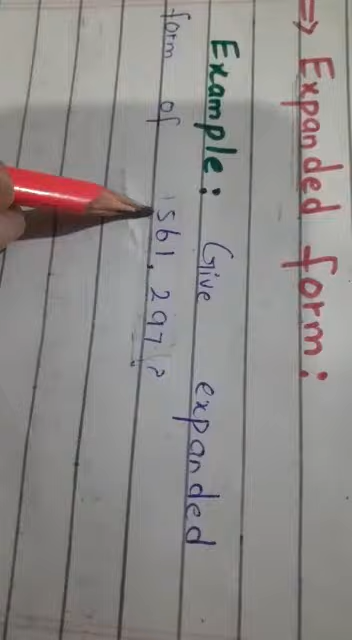 ⇒ Expanded form:
Example: Give expanded
form of 561,297?